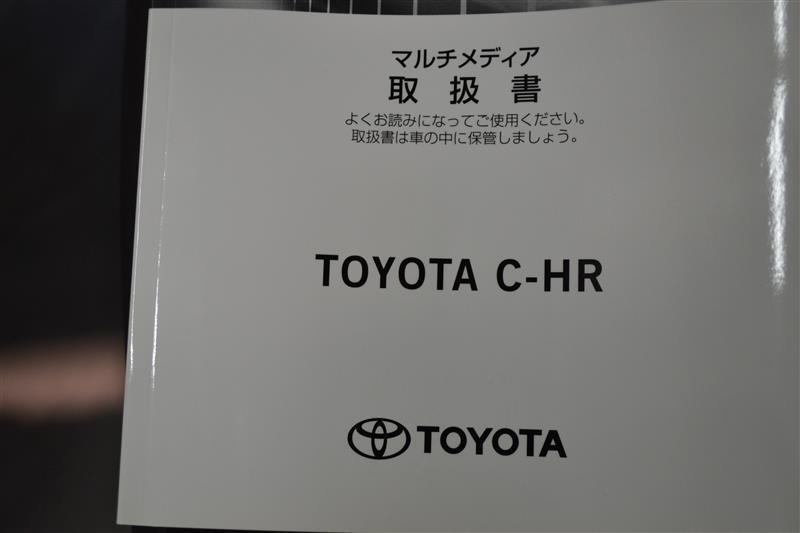 マルチメディア
取扱書
よくお読みになってご使用ください。
取扱書は車の中に保管しましょう。
TOYOTA C-HR
TOYOTA